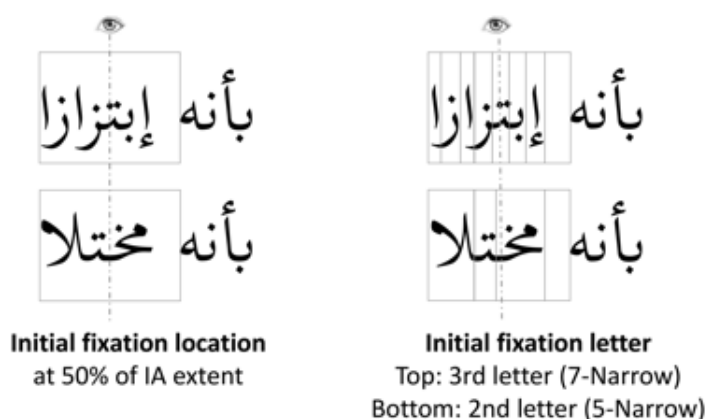 بأنه إبتزازا
بأنه مختلا
Initial fixation location
at 50% of IA extent
بأنه إبتزازا
بأنه مختلا
Initial fixation letter
Top: 3rd letter (7-Narrow)
Bottom: 2nd letter (5-Narrow)